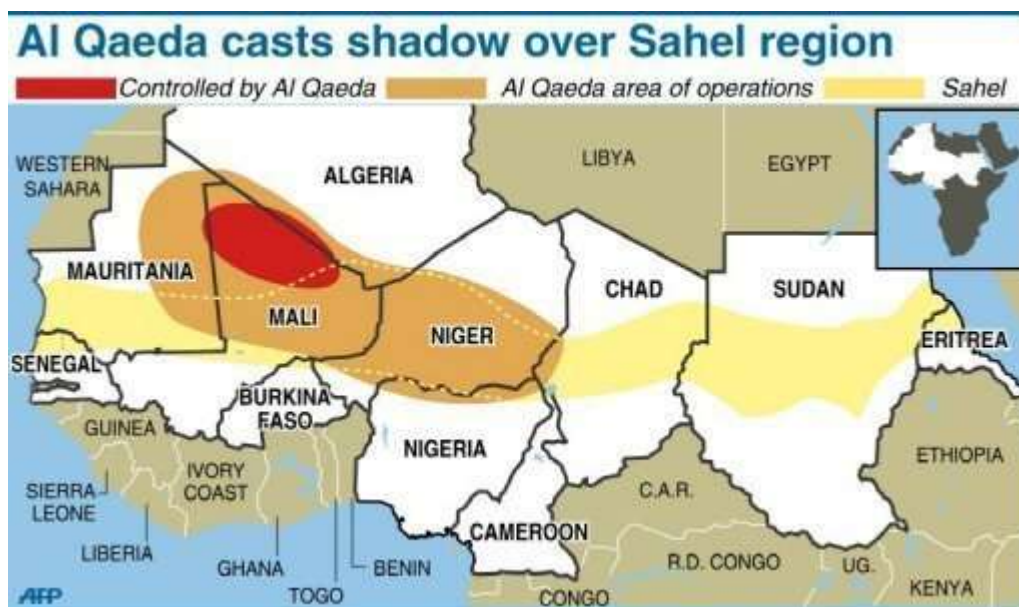 Al Qaeda casts shadow over Sahel region
Controlled by Al Qaeda
Al Qaeda area of operations
Sahel
WESTERN
SAHARA
ALGERIA
LIBYA
EGYPT
MAURITANIA
MALI
NIGER
CHAD
SUDAN
ERITREA
SENEGAL
BURKINA
FASO
NIGERIA
GUINEA
IVORY
COAST
ETHIOPIA
SIERRA
LEONE
C.A.R.
CAMEROON
LIBERIA
GHANA
BENIN
R.D. CONGO
UG.
KENYA
AFP
TOGO
CONGO